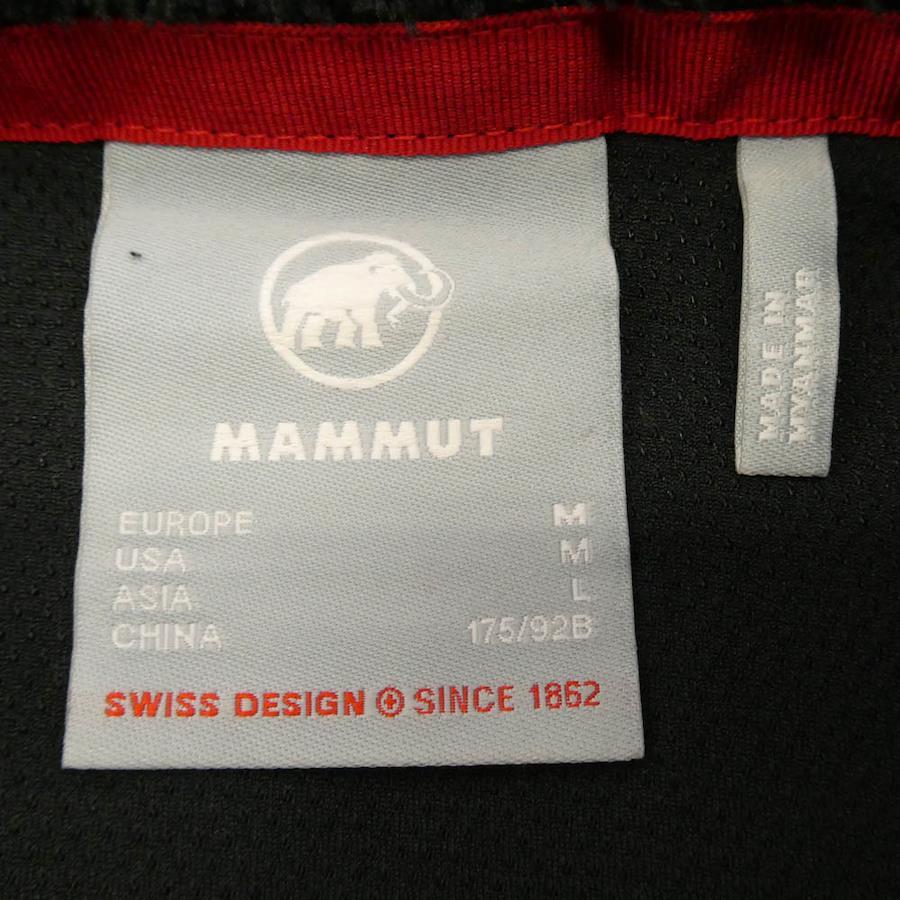 MAMMUT
EUROPE M
USA M
ASIA L
CHINA 175/92B
SWISS DESIGN SINCE 1862
MADE IN
MYANMAR